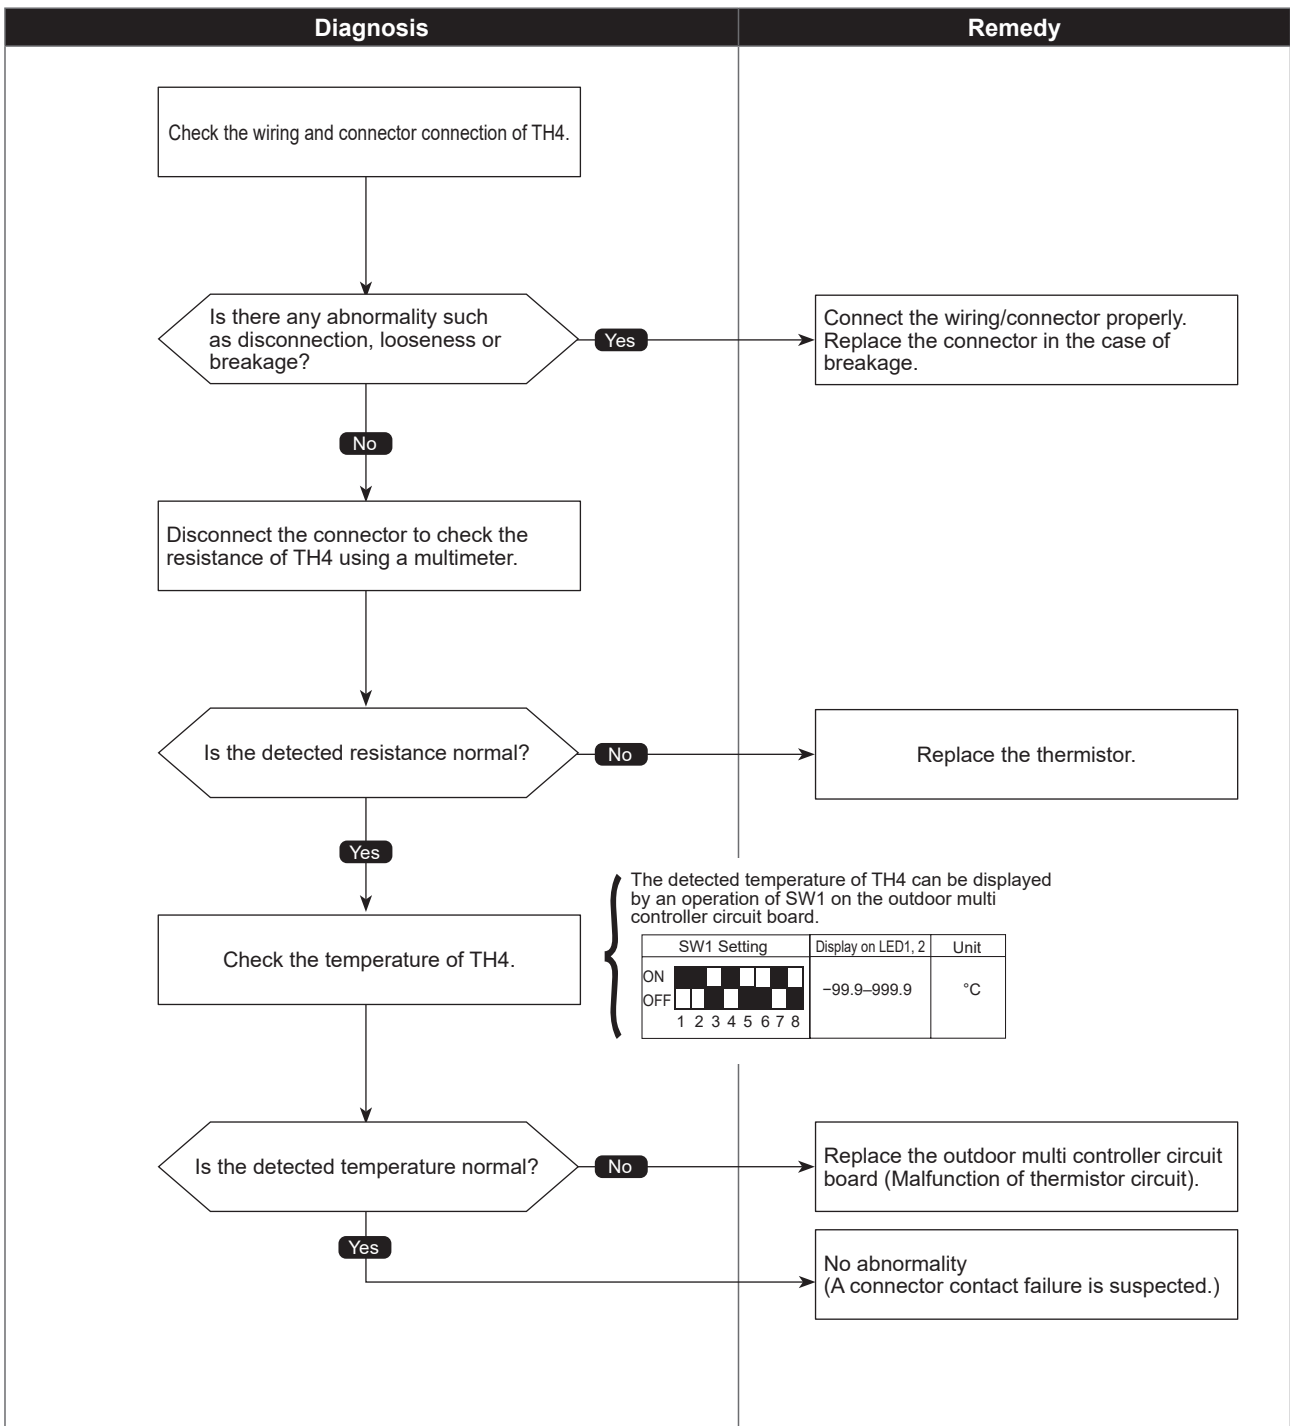 Diagnosis
Remedy
Check the wiring and connector connection of TH4.
Is there any abnormality such
as disconnection, looseness or
breakage?
Yes
Connect the wiring/connector properly.
Replace the connector in the case of
breakage.
No
Disconnect the connector to check the
resistance of TH4 using a multimeter.
Is the detected resistance normal?
No
Replace the thermistor.
Yes
Check the temperature of TH4.
The detected temperature of TH4 can be displayed
by an operation of SW1 on the outdoor multi
controller circuit board.
SW1 Setting
Display on LED1, 2
Unit
ON
OFF
1 2 3 4 5 6 7 8
−99.9–999.9
°C
Is the detected temperature normal?
No
Replace the outdoor multi controller circuit
board (Malfunction of thermistor circuit).
Yes
No abnormality
(A connector contact failure is suspected.)